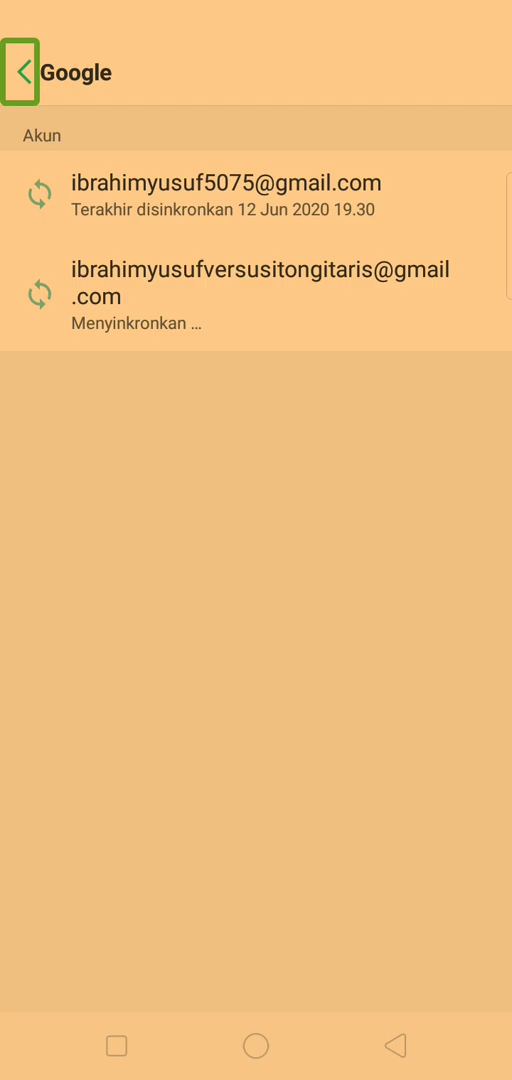 Google
Akun
ibrahimyusuf5075@gmail.com
Terakhir disinkronkan 12 Jun 2020 19.30
ibrahimyusufversusitongitaris@gmail
.com
Menyinkronkan ...